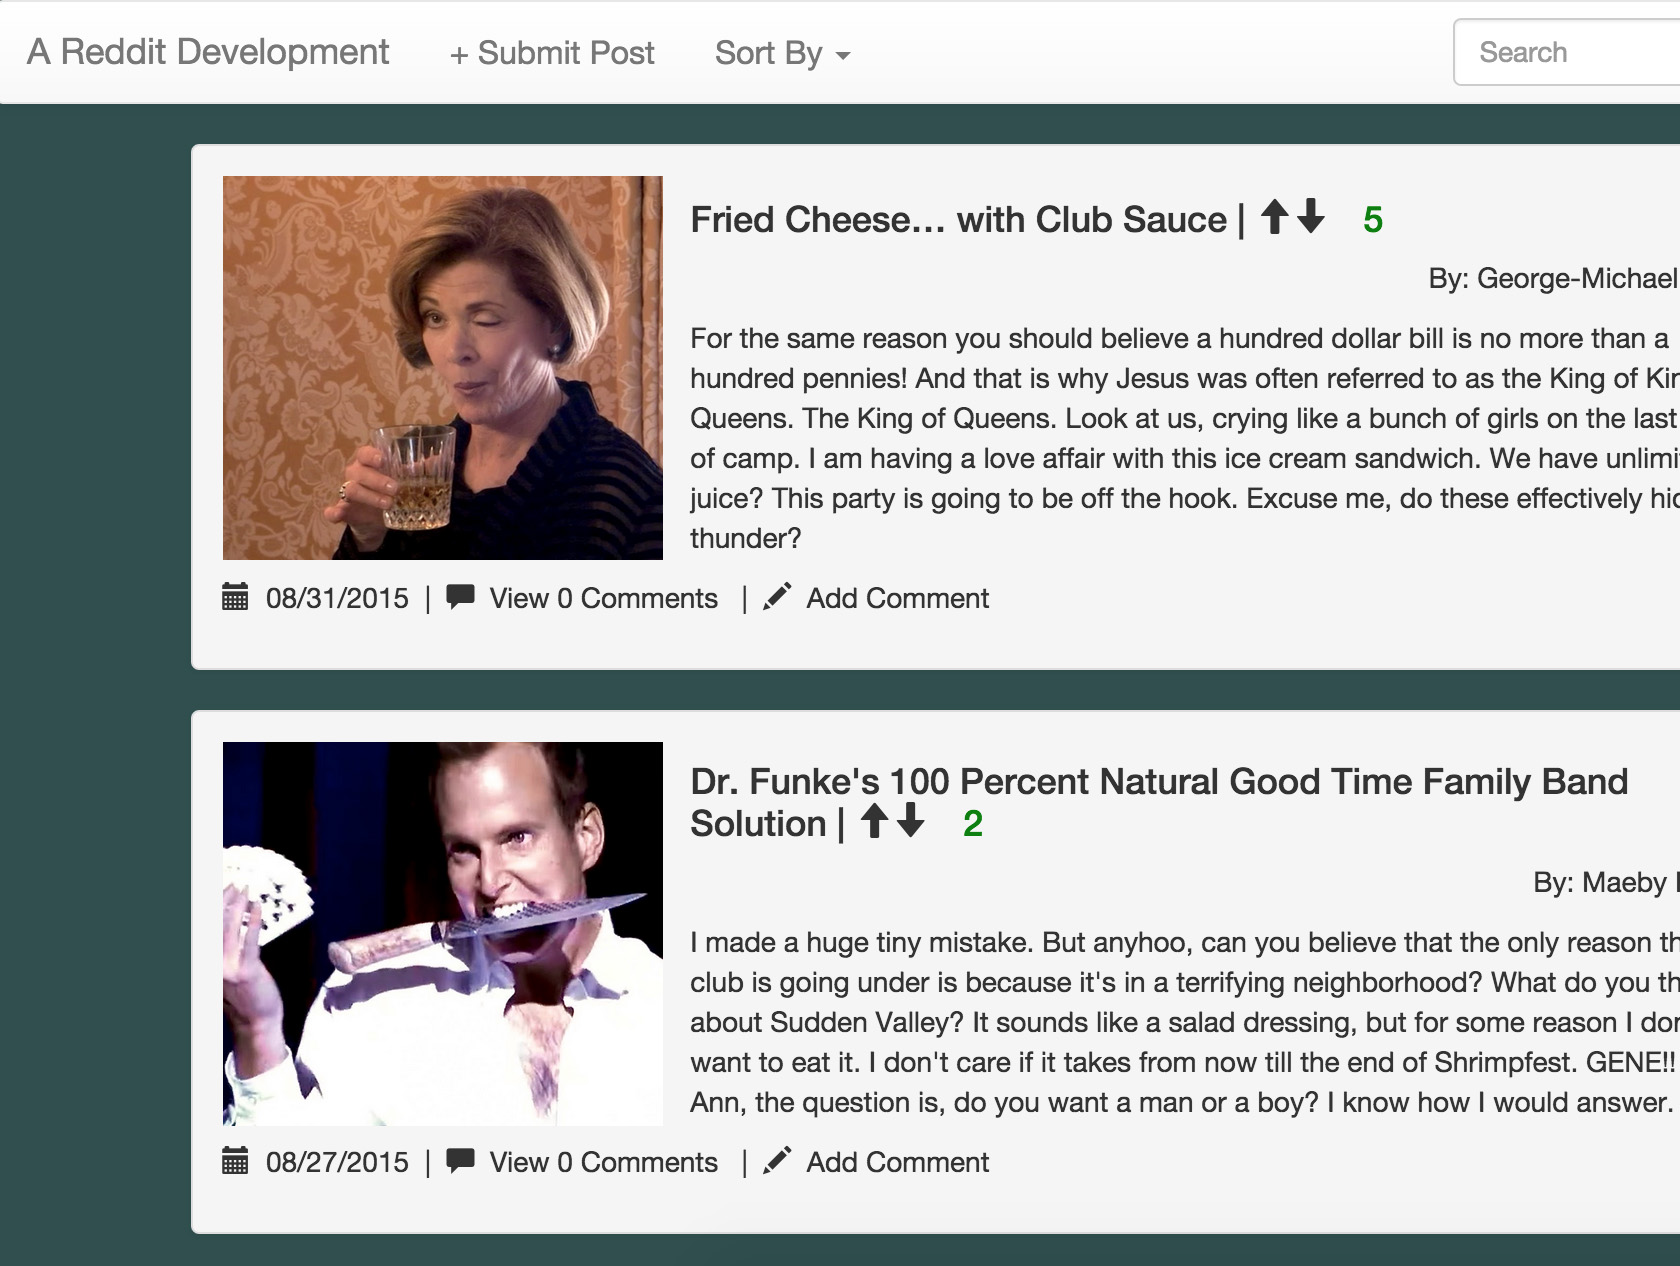 A Reddit Development + Submit Post Sort By Search
Fried Cheese... with Club Sauce | 5
By: George-Michael
For the same reason you should believe a hundred dollar bill is no more than a
hundred pennies! And that is why Jesus was often referred to as the King of
Queens. The King of Queens. Look at us, crying like a bunch of girls on the last
of camp. I am having a love affair with this ice cream sandwich. We have
juice? This party is going to be off the hook. Excuse me, do these effectively
thunder?
08/31/2015 | View 0 Comments | Add Comment
Dr. Funke's 100 Percent Natural Good Time Family Band
Solution | 2
By: Maeby
I made a huge tiny mistake. But anyhoo, can you believe that the only reason
club is going under is because it's in a terrifying neighborhood? What do you
about Sudden Valley? It sounds like a salad dressing, but for some reason I
want to eat it. I don't care if it takes from now till the end of Shrimpfest. GENE!!
Ann, the question is, do you want a man or a boy? I know how I would answer.
08/27/2015 | View 0 Comments | Add Comment